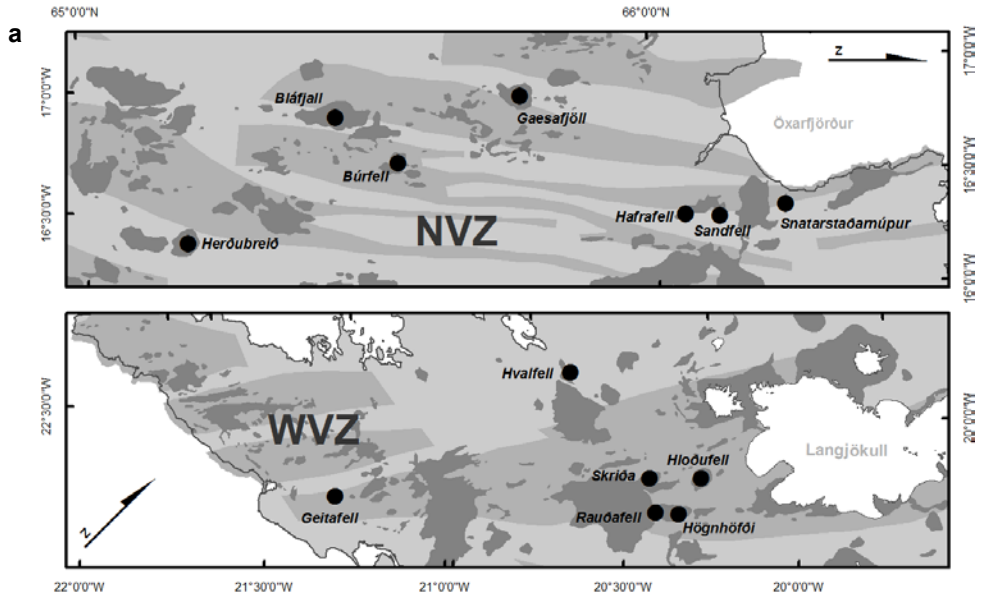 65°0'0"N
66°0'0"N
a
17°0'0"W
16°30'0"W
17°0'0"W
16°30'0"W
16°0'0"W
Z
Bláfjall
Gaesafjöll
Öxarfjörður
Búrfell
Hafrafell
Sandfell
Snatarstaðarnúpur
Herðubreið
NVZ
22°30'0"W
20°0'0"W
Hvalfell
WVZ
Langjökull
Skriða
Hloðufell
Rauðafell
Högnhöfði
Geitafell
Z
22°0'0"W
21°30'0"W
21°0'0"W
20°30'0"W
20°0'0"W